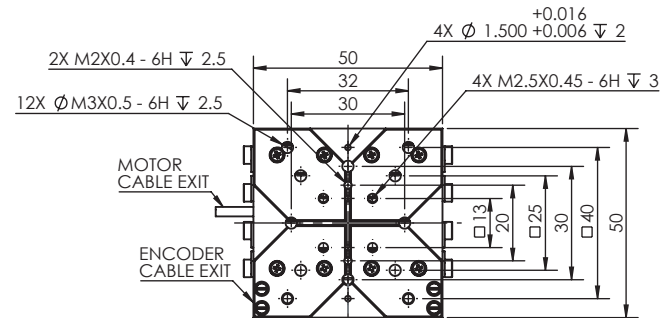 +0.016
4X ⌀ 1.500 +0.006 ↧ 2
50
2X M2X0.4 - 6H ↧ 2.5
32
4X M2.5X0.45 - 6H ↧ 3
12X ⌀ M3X0.5 - 6H ↧ 2.5
30
MOTOR
CABLE EXIT
ENCODER
CABLE EXIT
□ 13
20
□ 25
30
□ 40
50